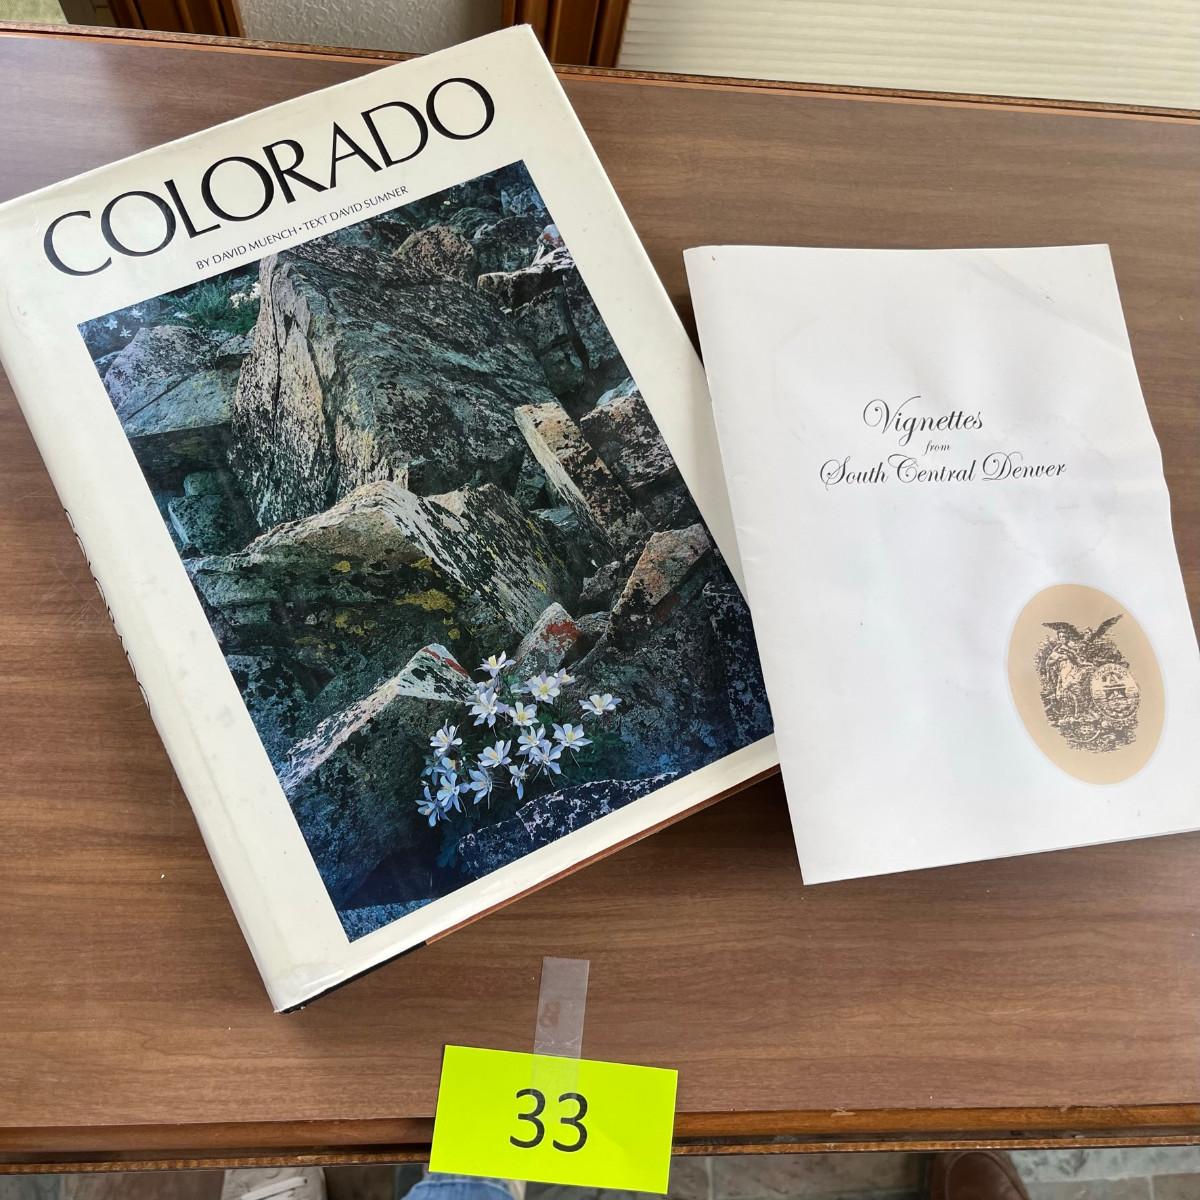 COLORADO
BY DAVID MUENCH • TEXT DAVID SUMNER
Vignettes
from
South Central Denver
33